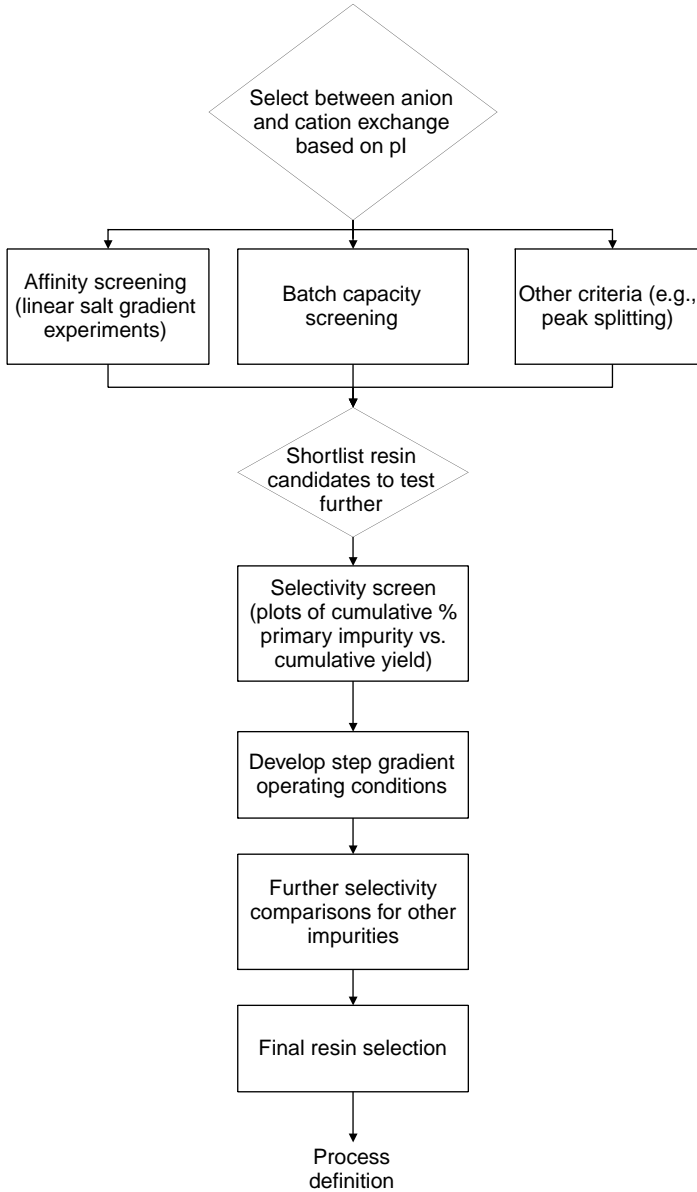 Select between anion
and cation exchange
based on pI
Affinity screening
(linear salt gradient
experiments)
Batch capacity
screening
Other criteria (e.g.,
peak splitting)
Shortlist resin
candidates to test
further
Selectivity screen
(plots of cumulative %
primary impurity vs.
cumulative yield)
Develop step gradient
operating conditions
Further selectivity
comparisons for other
impurities
Final resin selection
Process
definition